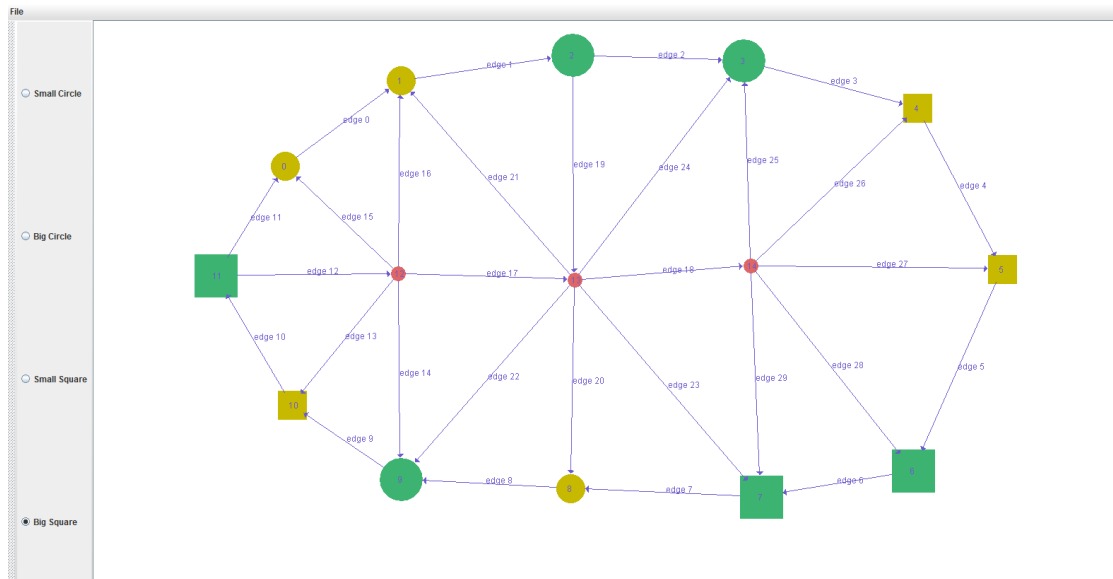 File
Small Circle
Big Circle
Small Square
Big Square
2
3
1
4
0
11
5
10
9
8
7
6
edge 0
edge 1
edge 2
edge 3
edge 4
edge 5
edge 6
edge 7
edge 8
edge 9
edge 10
edge 11
edge 12
edge 13
edge 14
edge 15
edge 16
edge 17
edge 18
edge 19
edge 20
edge 21
edge 22
edge 23
edge 24
edge 25
edge 26
edge 27
edge 28
edge 29